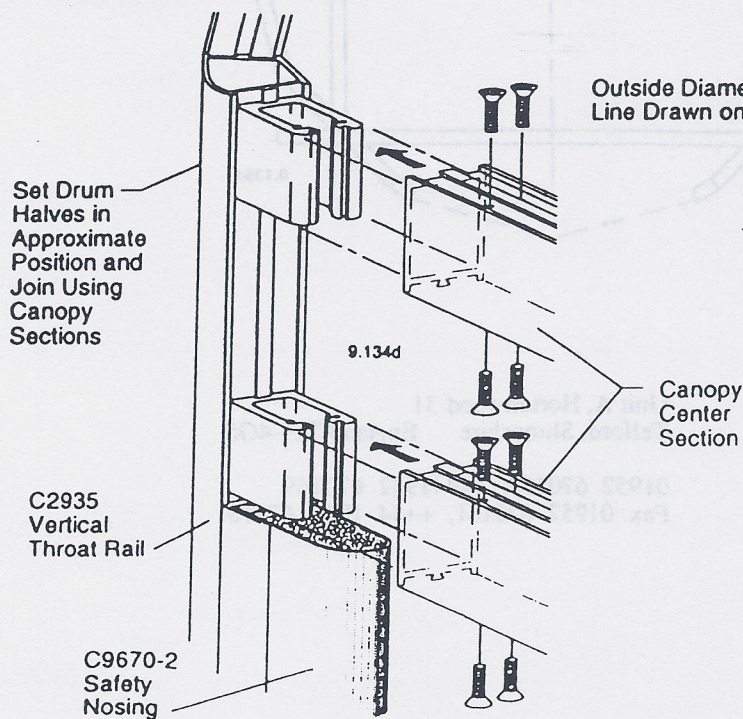 Outside Diame
Line Drawn on
Set Drum
Halves in
Approximate
Position and
Join Using
Canopy
Sections
9.134d
Canopy
Center
Section
C2935
Vertical
Throat Rail
C9670-2
Safety
Nosing